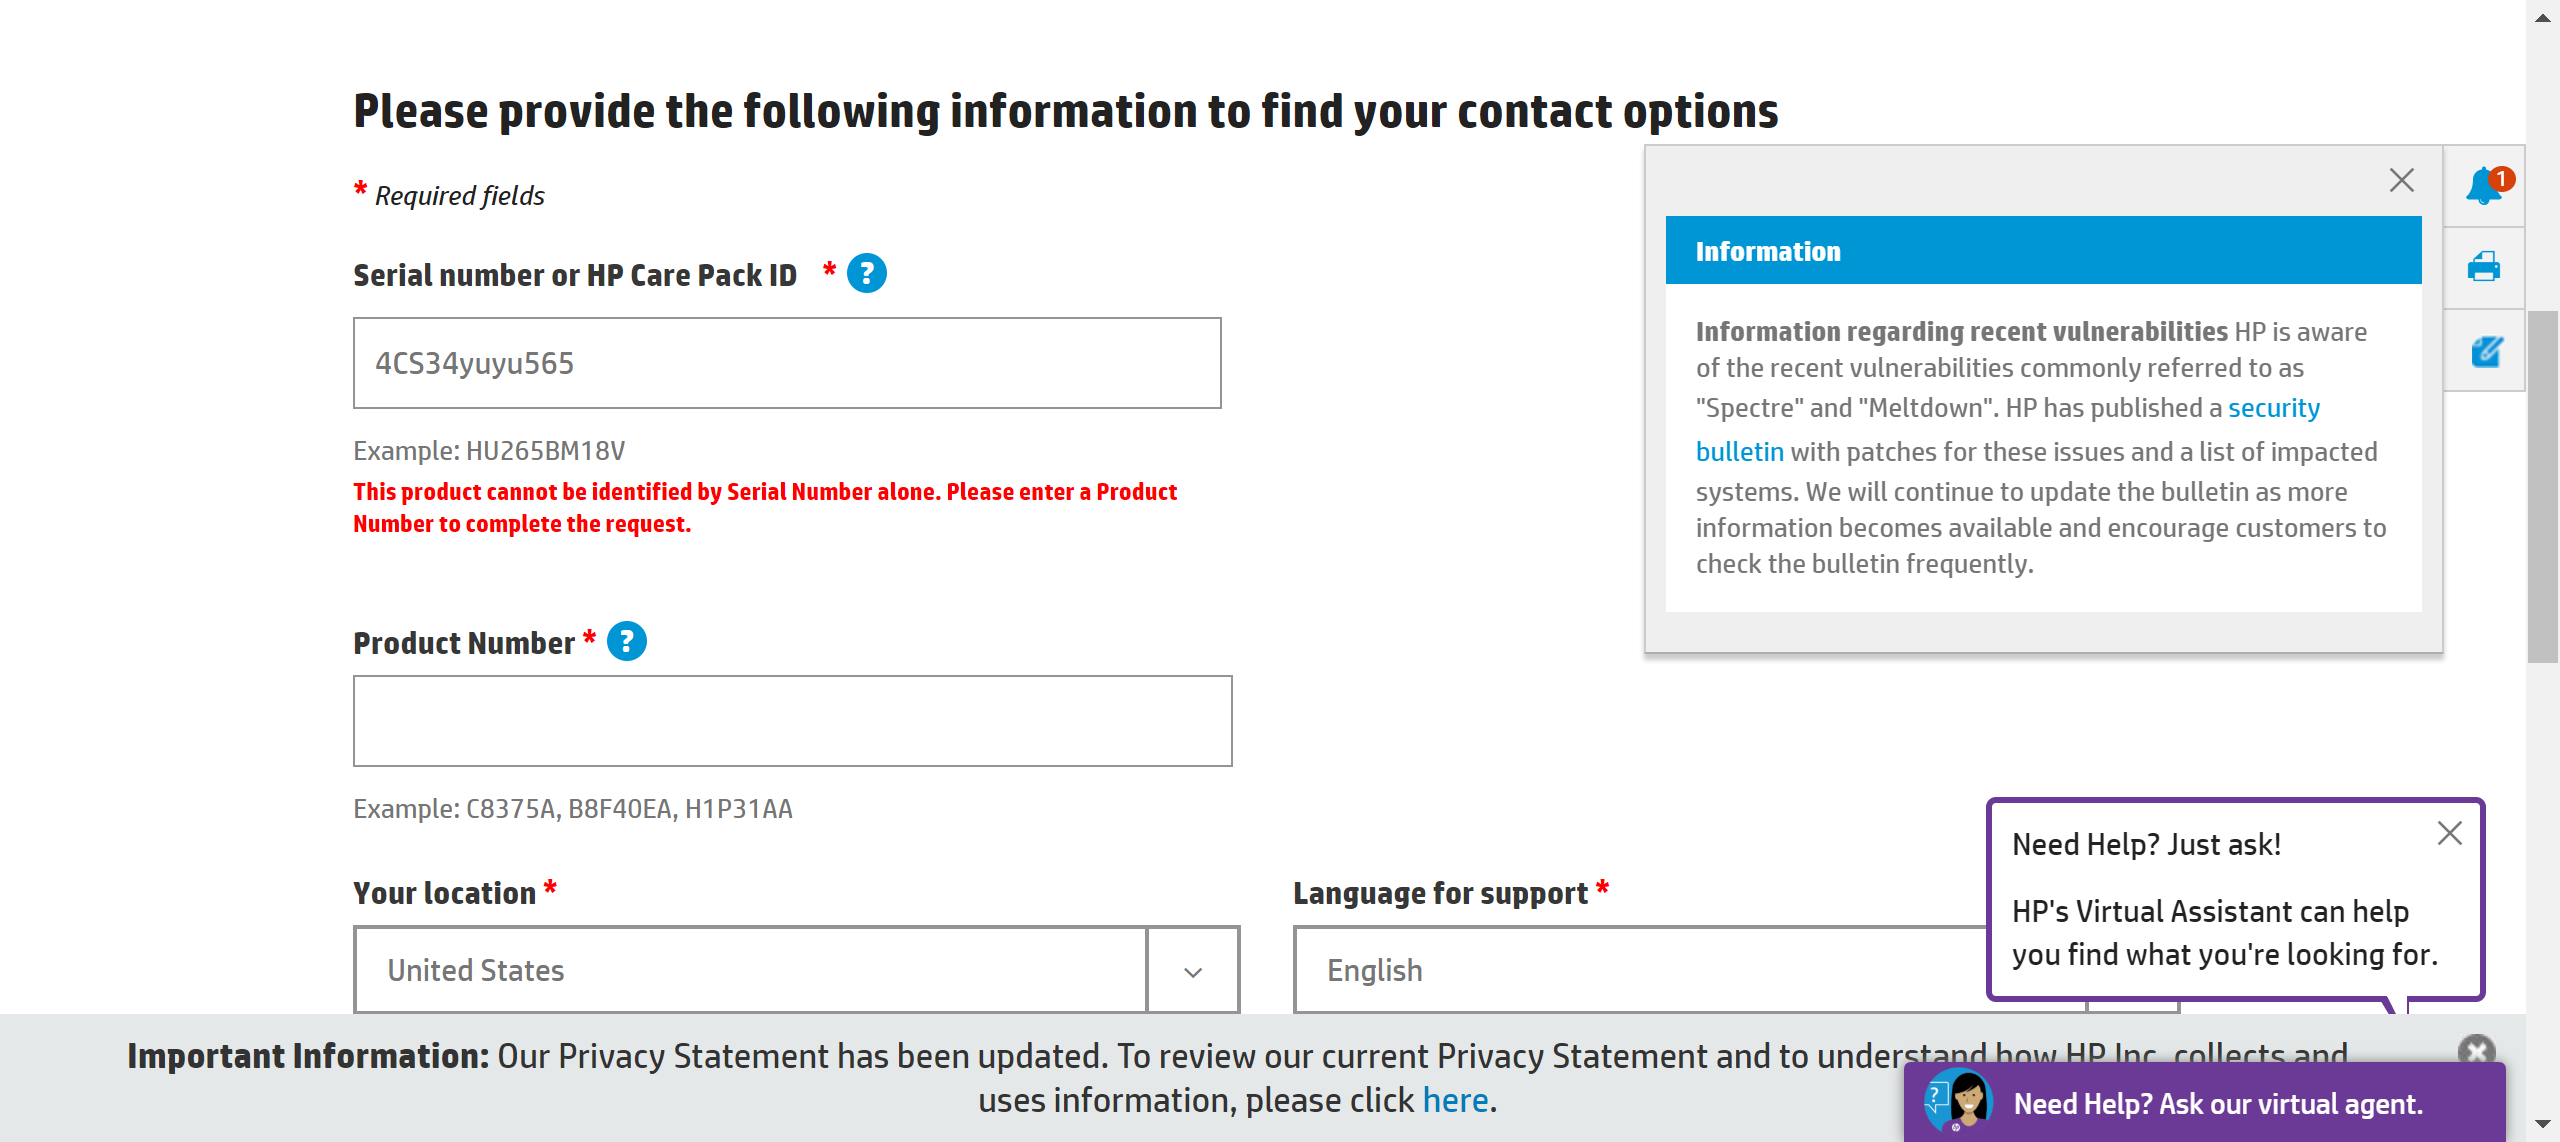 Please provide the following information to find your contact options
* Required fields
Serial number or HP Care Pack ID * ?
4CS34yuyu565
Example: HU265BM18V
This product cannot be identified by Serial Number alone. Please enter a Product
Number to complete the request.
Product Number * ?
Example: C8375A, B8F40EA, H1P31AA
Your location *
United States
Language for support *
English
1
Information
Information regarding recent vulnerabilities HP is aware
of the recent vulnerabilities commonly referred to as
"Spectre" and "Meltdown". HP has published a security
bulletin with patches for these issues and a list of impacted
systems. We will continue to update the bulletin as more
information becomes available and encourage customers to
check the bulletin frequently.
Need Help? Just ask!
HP's Virtual Assistant can help
you find what you're looking for.
Important Information: Our Privacy Statement has been updated. To review our current Privacy Statement and to understand how HP Inc. collects and
uses information, please click here.
?
Need Help? Ask our virtual agent.